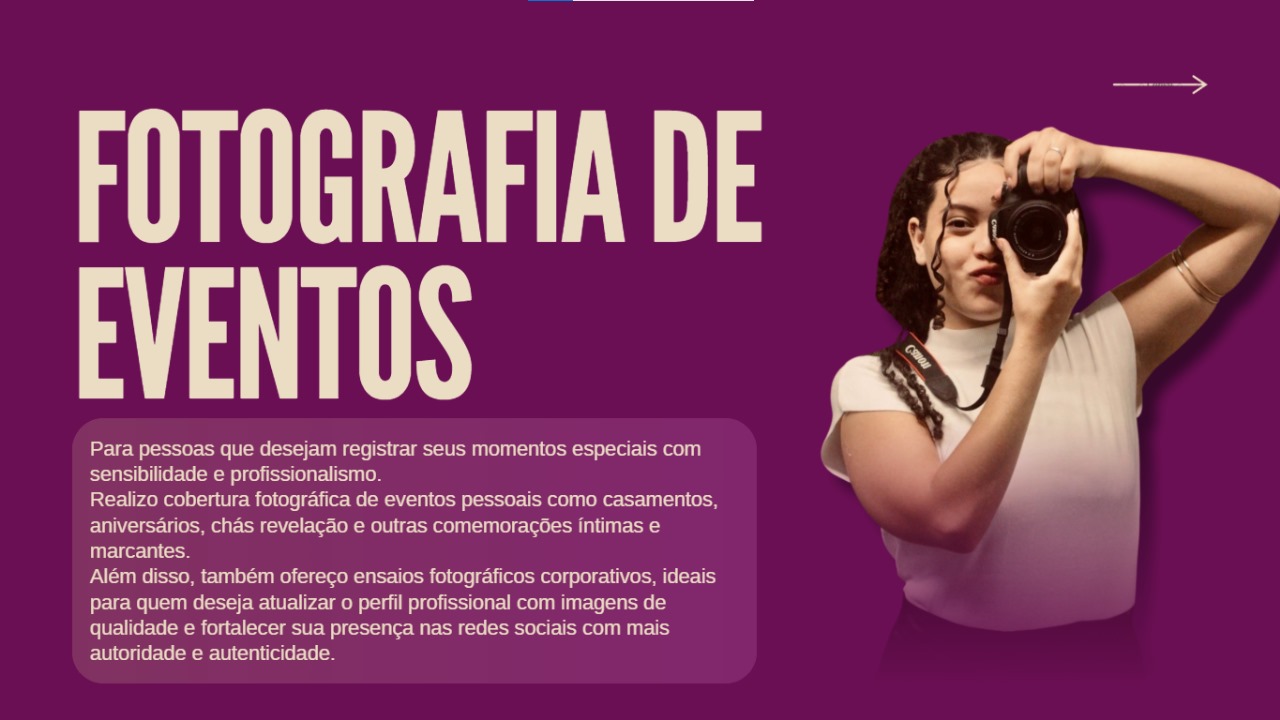 FOTOGRAFIA DE
EVENTOS
Para pessoas que desejam registrar seus momentos especiais com
sensibilidade e profissionalismo.
Realizo cobertura fotográfica de eventos pessoais como casamentos,
aniversários, chás revelação e outras comemorações íntimas e
marcantes.
Além disso, também ofereço ensaios fotográficos corporativos, ideais
para quem deseja atualizar o perfil profissional com imagens de
qualidade e fortalecer sua presença nas redes sociais com mais
autoridade e autenticidade.
Canon
Canon